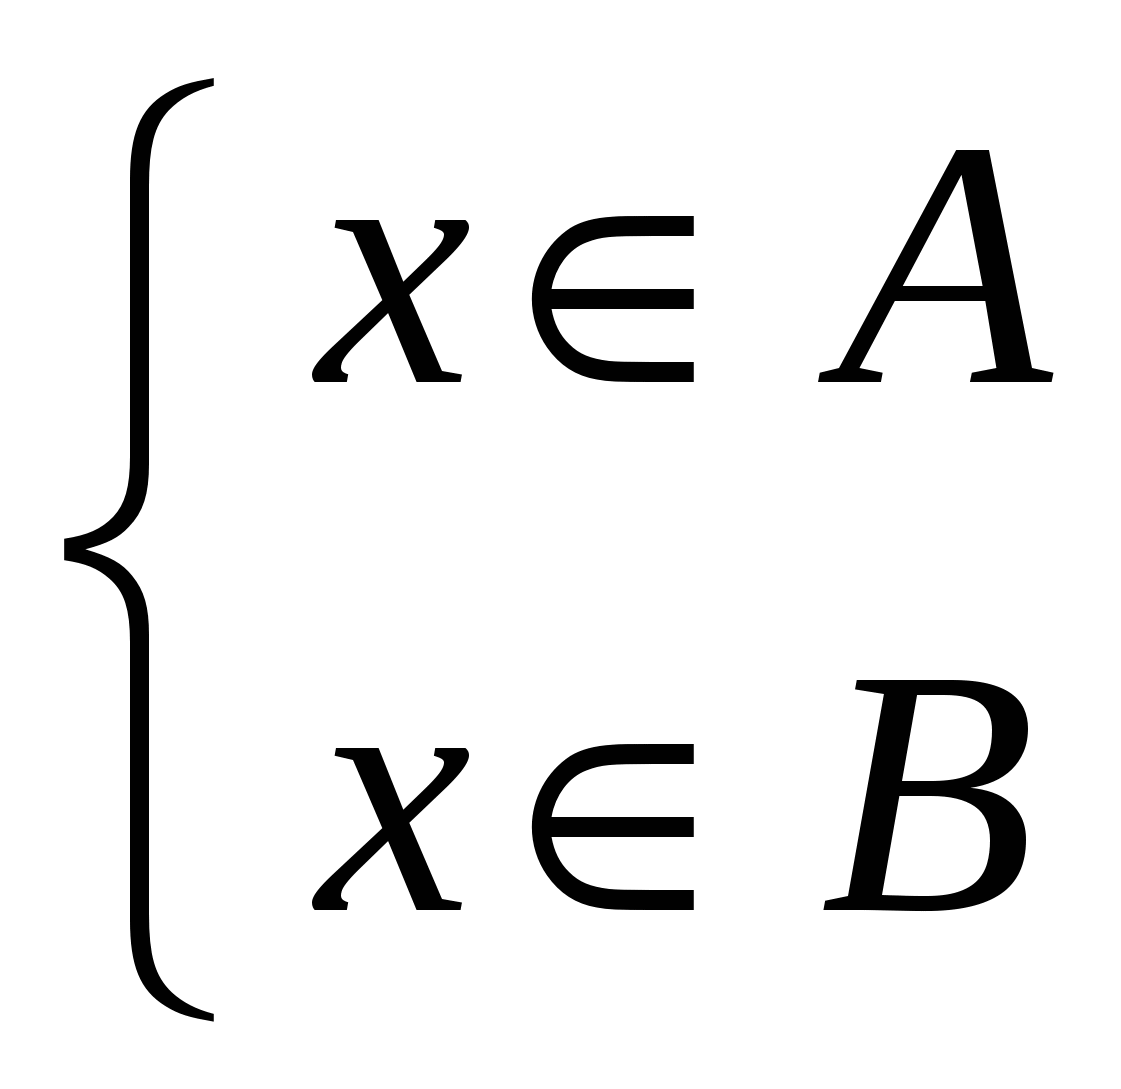 x ∈ A
x ∈ B